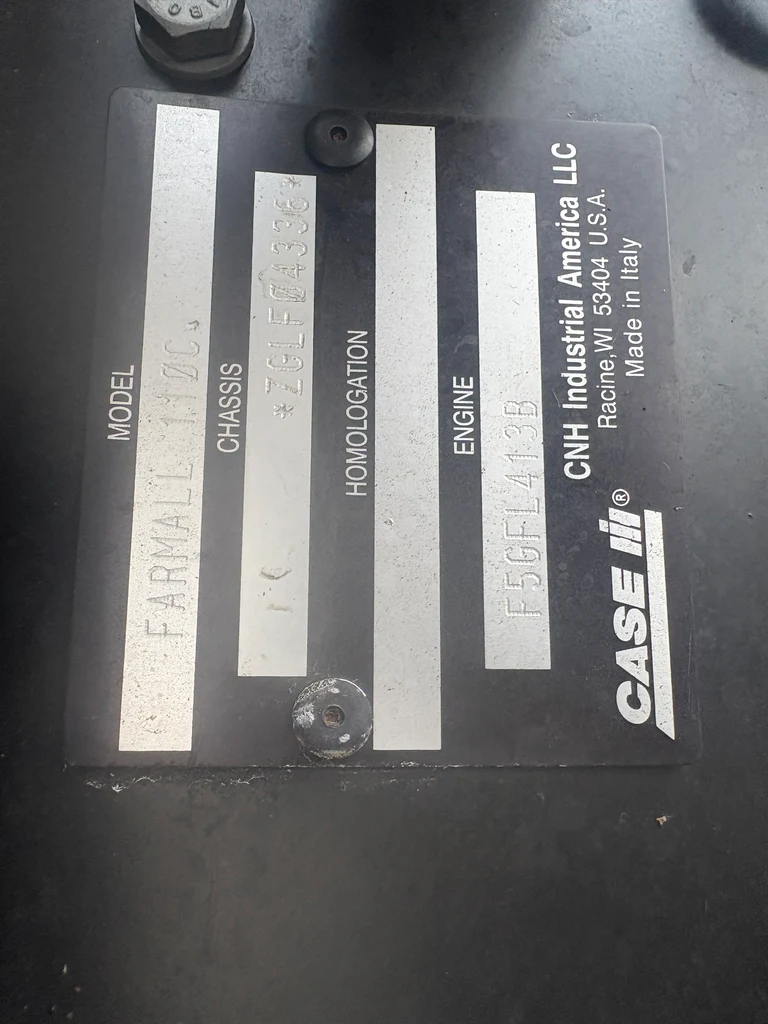 MODEL
FARMALL 110C
CHASSIS
*ZGLF04336*
HOMOLOGATION
ENGINE
F5GFL413B
CNH Industrial America LLC
Racine, WI 53404 U.S.A.
Made in Italy
CASE IH®